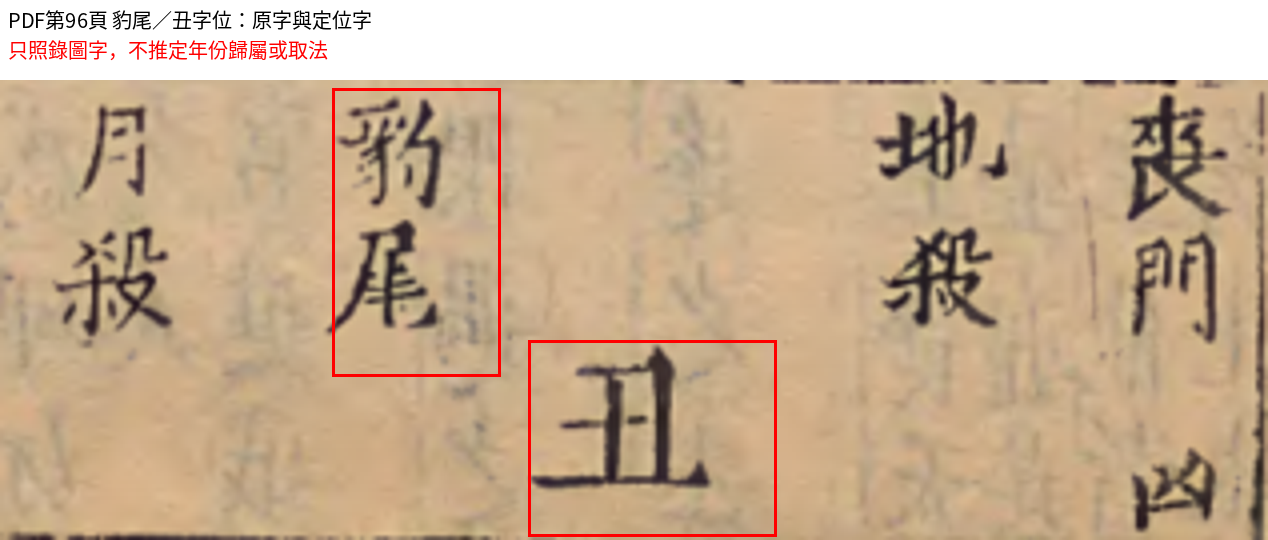 PDF第96頁 豹尾／丑字位：原字與定位字
只照錄圖字，不推定年份歸屬或取法
喪門 凶
地殺
丑
豹尾
月殺